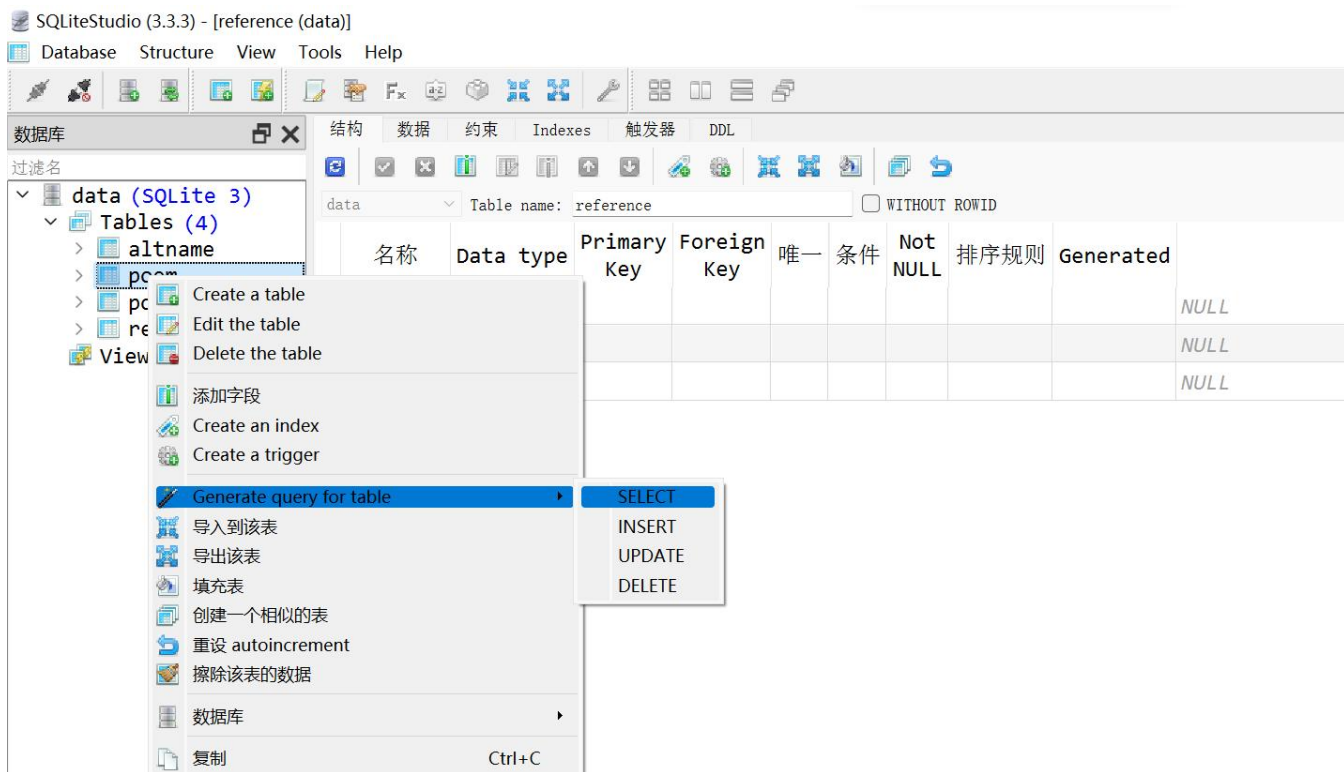 SQLiteStudio (3.3.3) - [reference (data)]
Database Structure View Tools Help
数据库
过滤名
data (SQLite 3)
Tables (4)
altname
poem
po
re
View
结构 数据 约束 Indexes 触发器 DDL
data Table name: reference WITHOUT ROWID
名称 Data type Primary Key Foreign Key 唯一 条件 Not NULL 排序规则 Generated
NULL
NULL
NULL
Create a table
Edit the table
Delete the table
添加字段
Create an index
Create a trigger
Generate query for table
导入到该表
导出该表
填充表
创建一个相似的表
重设 autoincrement
擦除该表的数据
数据库
复制 Ctrl+C
SELECT
INSERT
UPDATE
DELETE